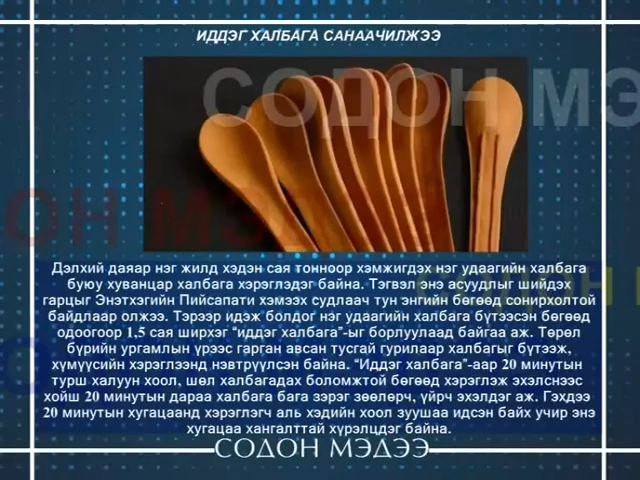 ИДДЭГ ХАЛБАГА САНААЧИЛЖЭЭ
СОДОН МЭ
ОН МЭД
Дэлхий даяар нэг жилд хэдэн сая тонноор хэмжигдэх нэг удаагийн халбага
буюу хуванцар халбага хэрэглэдэг байна. Тэгвэл энэ асуудлыг шийдэх
гарцыг Энэтхэгийн Пийсапати хэмээх судлаач тун энгийн бөгөөд сонирхолтой
байдлаар олжээ. Тэрээр идэж болдог нэг удаагийн халбага бүтээсэн бөгөөд
одоогоор 1,5 сая ширхэг “иддэг халбага”-ыг борлуулаад байгаа аж. Төрөл
бүрийн ургамлын үрээс гарган авсан тусгай гурилаар халбагыг бүтээж,
хүмүүсийн хэрэглээнд нэвтрүүлсэн байна. “Иддэг халбага”-аар 20 минутын
турш халуун хоол, шөл халбагадах боломжтой бөгөөд хэрэглэж эхэлснээс
хойш 20 минутын дараа халбага бага зэрэг зөөлөрч, үйрч эхэлдэг аж. Гэхдээ
20 минутын хугацаанд хэрэглэгч аль хэдийн хоол зуушаа идсэн байх учир энэ
хугацаа хангалттай хүрэлцдэг байна.
СОДОН МЭДЭЭ